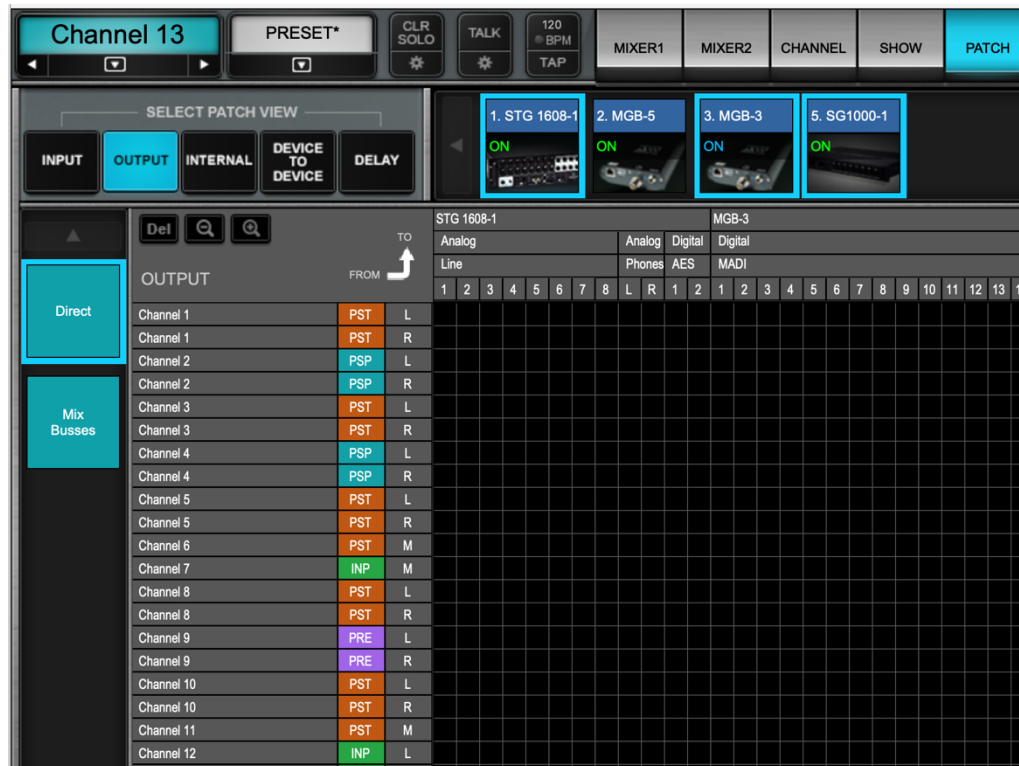 Channel 13
PRESET*
CLR SOLO
TALK
120
BPM
TAP
MIXER1
MIXER2
CHANNEL
SHOW
PATCH
SELECT PATCH VIEW
INPUT
OUTPUT
INTERNAL
DEVICE TO DEVICE
DELAY
1. STG 1608-1
ON
2. MGB-5
ON
3. MGB-3
ON
5. SG1000-1
ON
Del
TO
FROM
OUTPUT
Direct
Mix Busses
STG 1608-1 MGB-3
Analog Analog Digital Digital
Line Phones AES MADI
1 2 3 4 5 6 7 8 L R 1 2 1 2 3 4 5 6 7 8 9 10 11 12 13
Channel 1 PST L
Channel 1 PST R
Channel 2 PSP L
Channel 2 PSP R
Channel 3 PST L
Channel 3 PST R
Channel 4 PSP L
Channel 4 PSP R
Channel 5 PST L
Channel 5 PST R
Channel 6 PST M
Channel 7 INP M
Channel 8 PST L
Channel 8 PST R
Channel 9 PRE L
Channel 9 PRE R
Channel 10 PST L
Channel 10 PST R
Channel 11 PST M
Channel 12 INP L